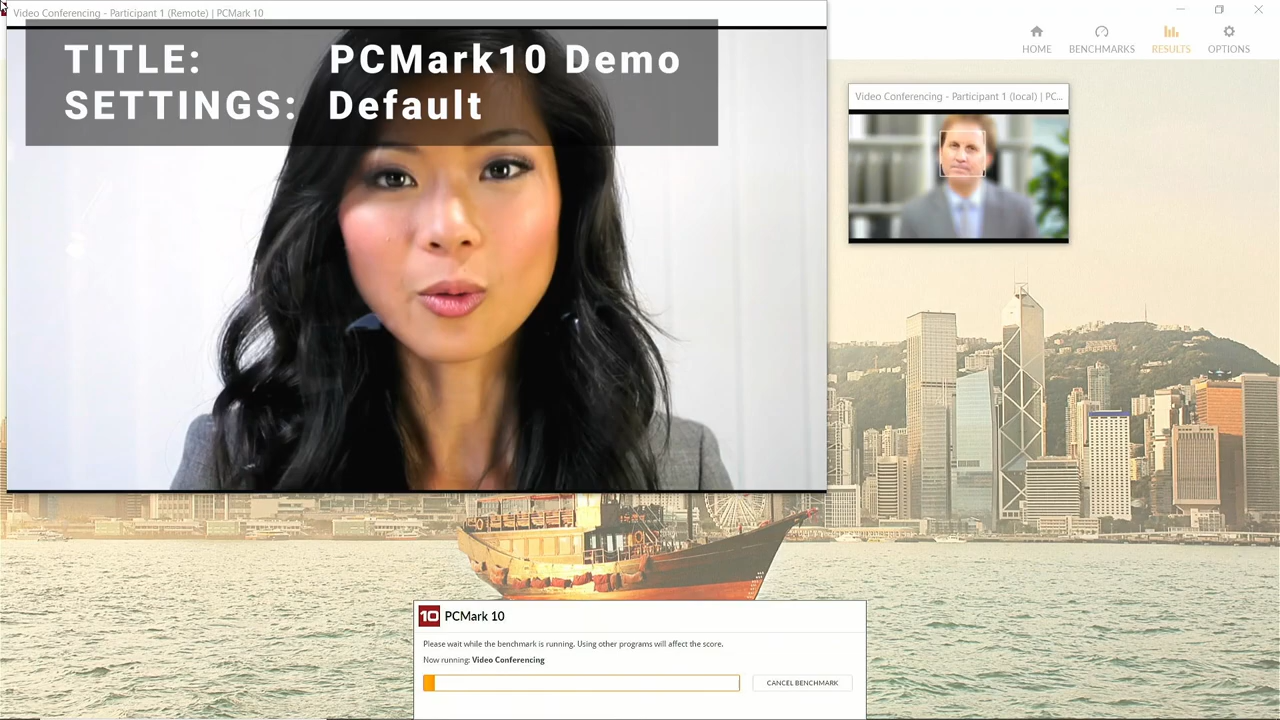 Video Conferencing - Participant 1 (Remote) | PCMark 10
TITLE: PCMark10 Demo
SETTINGS: Default
HOME BENCHMARKS RESULTS OPTIONS
Video Conferencing - Participant 1 (local) | PC...
10 PCMark 10
Please wait while the benchmark is running. Using other programs will affect the score.
Now running: Video Conferencing
CANCEL BENCHMARK